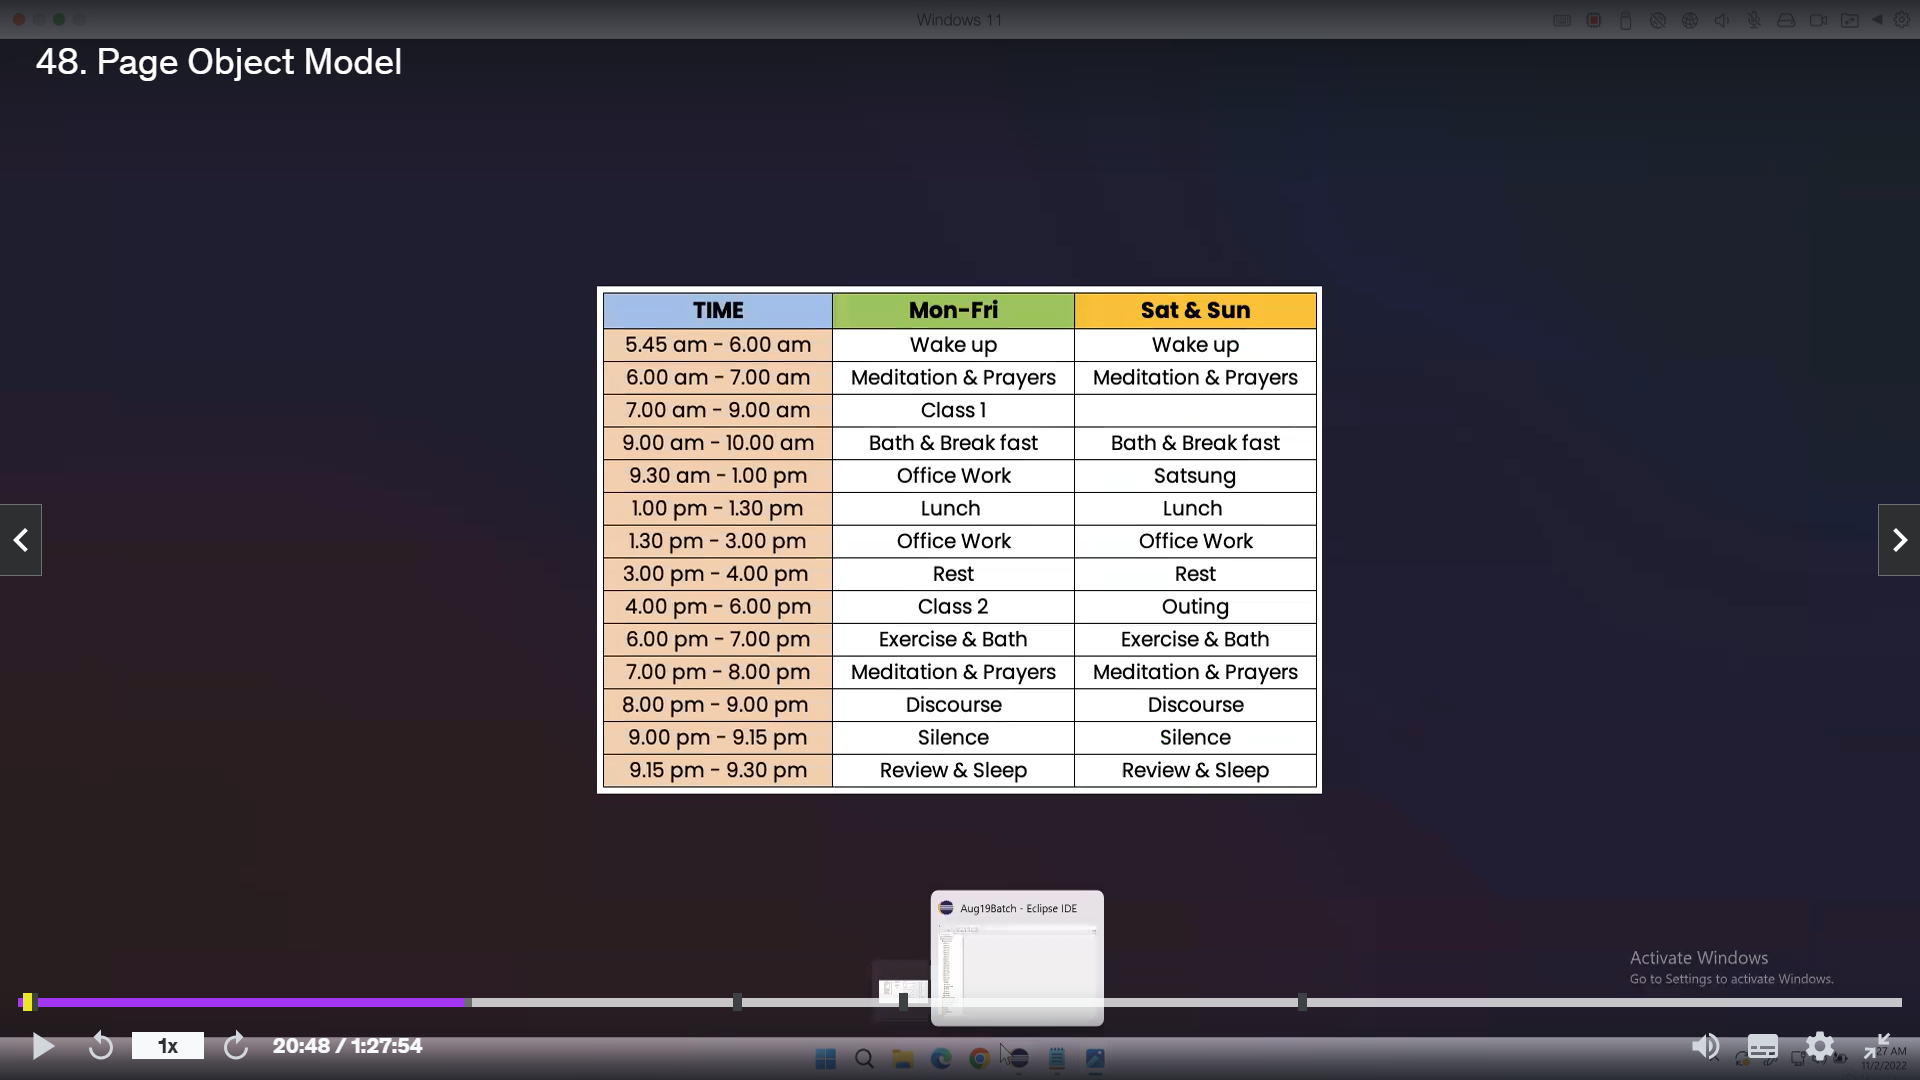 Windows 11
48. Page Object Model
TIME Mon-Fri Sat & Sun
5.45 am - 6.00 am Wake up Wake up
6.00 am - 7.00 am Meditation & Prayers Meditation & Prayers
7.00 am - 9.00 am Class 1
9.00 am - 10.00 am Bath & Break fast Bath & Break fast
9.30 am - 1.00 pm Office Work Satsung
1.00 pm - 1.30 pm Lunch Lunch
1.30 pm - 3.00 pm Office Work Office Work
3.00 pm - 4.00 pm Rest Rest
4.00 pm - 6.00 pm Class 2 Outing
6.00 pm - 7.00 pm Exercise & Bath Exercise & Bath
7.00 pm - 8.00 pm Meditation & Prayers Meditation & Prayers
8.00 pm - 9.00 pm Discourse Discourse
9.00 pm - 9.15 pm Silence Silence
9.15 pm - 9.30 pm Review & Sleep Review & Sleep
Aug19Batch - Eclipse IDE
Activate Windows
Go to Settings to activate Windows.
1x 20:48 / 1:27:54
27 AM
11/2/2022